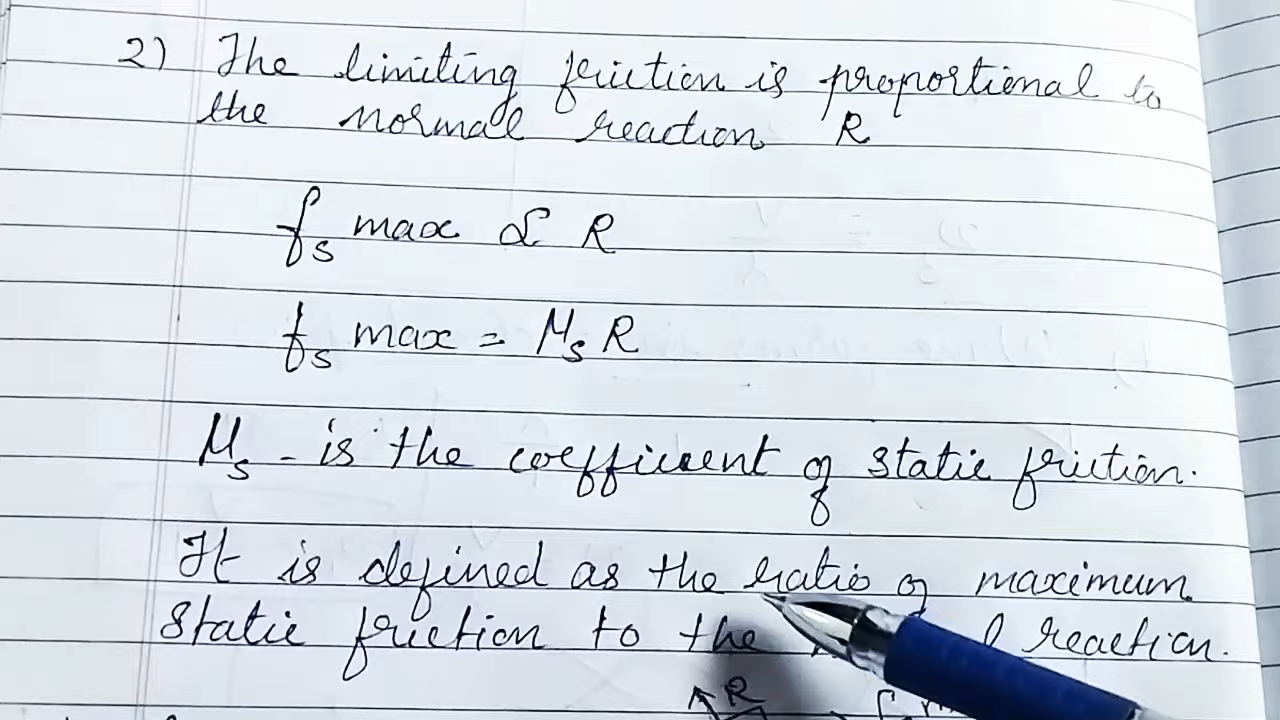 2) The limiting friction is proportional to
the normal reaction R
fs max ∝ R
fs max = μs R
μs - is the coefficient of static friction.
It is defined as the ratio of maximum
static friction to the reaction.
R